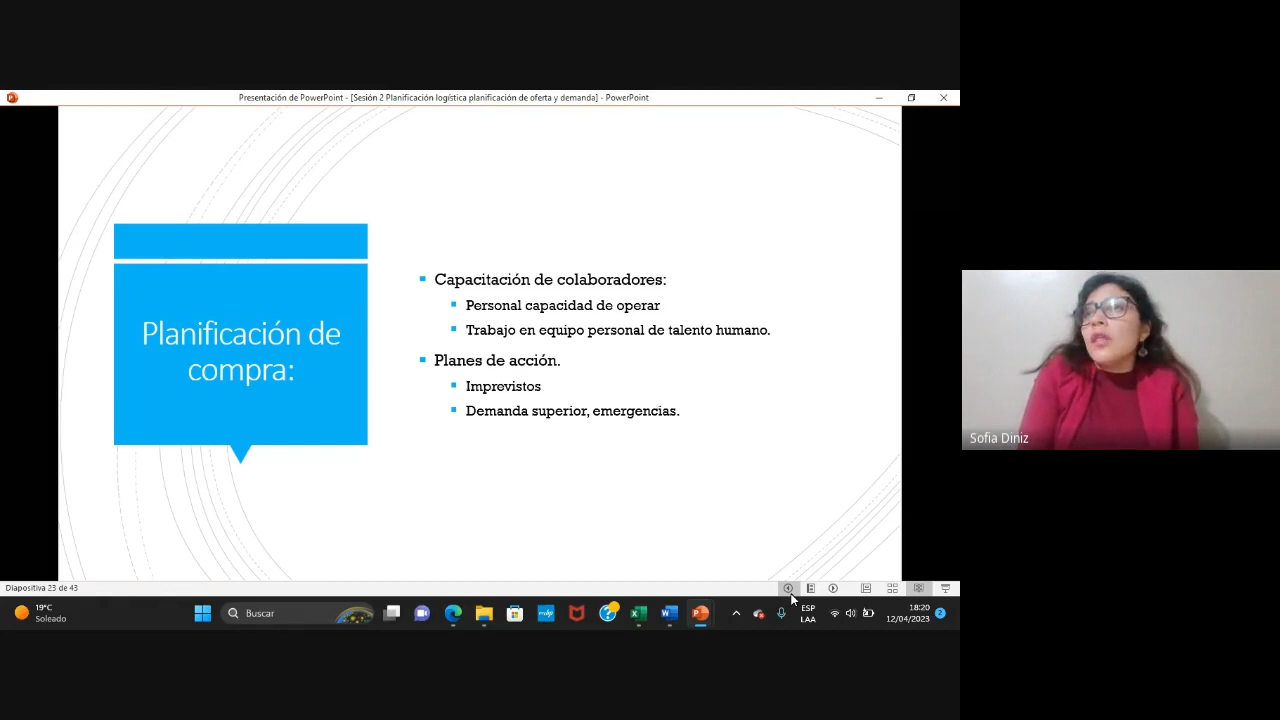 Presentación de PowerPoint - [Sesión 2 Planificación logística planificación de oferta y demanda] - PowerPoint
Planificación de
compra:
Capacitación de colaboradores:
Personal capacidad de operar
Trabajo en equipo personal de talento humano.
Planes de acción.
Imprevistos
Demanda superior, emergencias.
Sofia Diniz
Diapositiva 23 de 43
19°C
Soleado
Buscar
ESP
LAA
18:20
12/04/2023
2